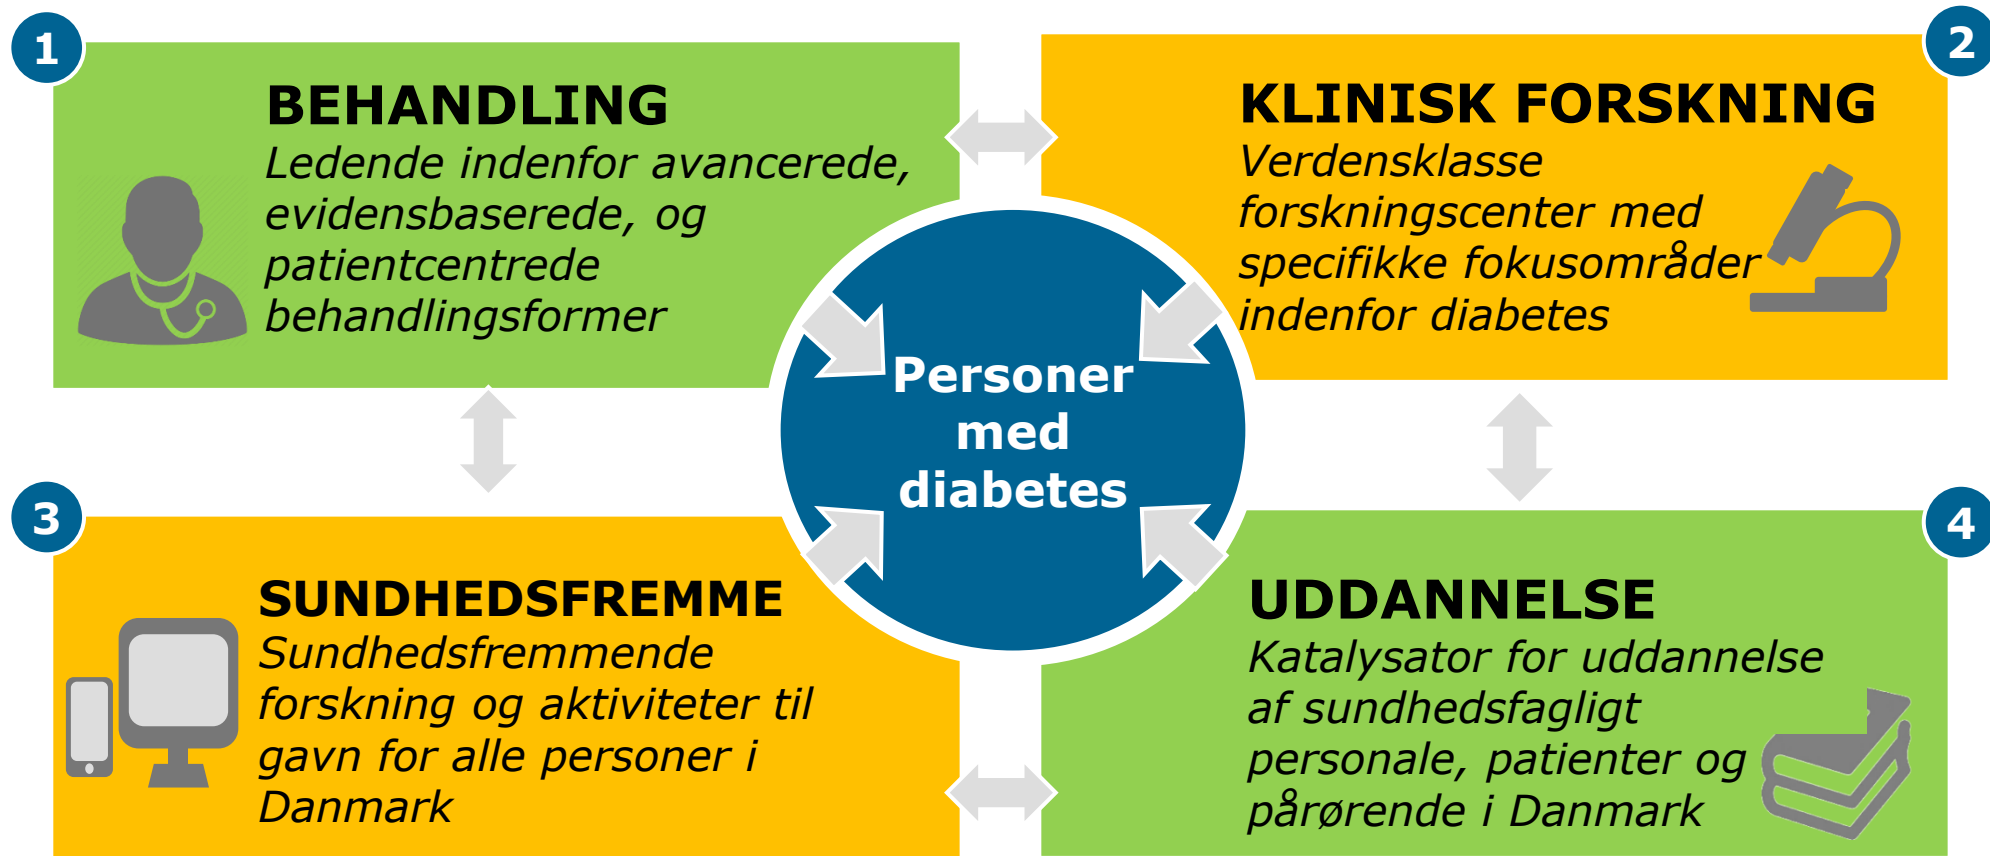 1
BEHANDLING
Ledende indenfor avancerede,
evidensbaserede, og
patientcentrede
behandlingsformer
2
KLINISK FORSKNING
Verdensklasse
forskningscenter med
specifikke fokusområder
indenfor diabetes
Personer
med
diabetes
3
SUNDHEDSFREMME
Sundhedsfremmende
forskning og aktiviteter til
gavn for alle personer i
Danmark
4
UDDANNELSE
Katalysator for uddannelse
af sundhedsfagligt
personale, patienter og
pårørende i Danmark